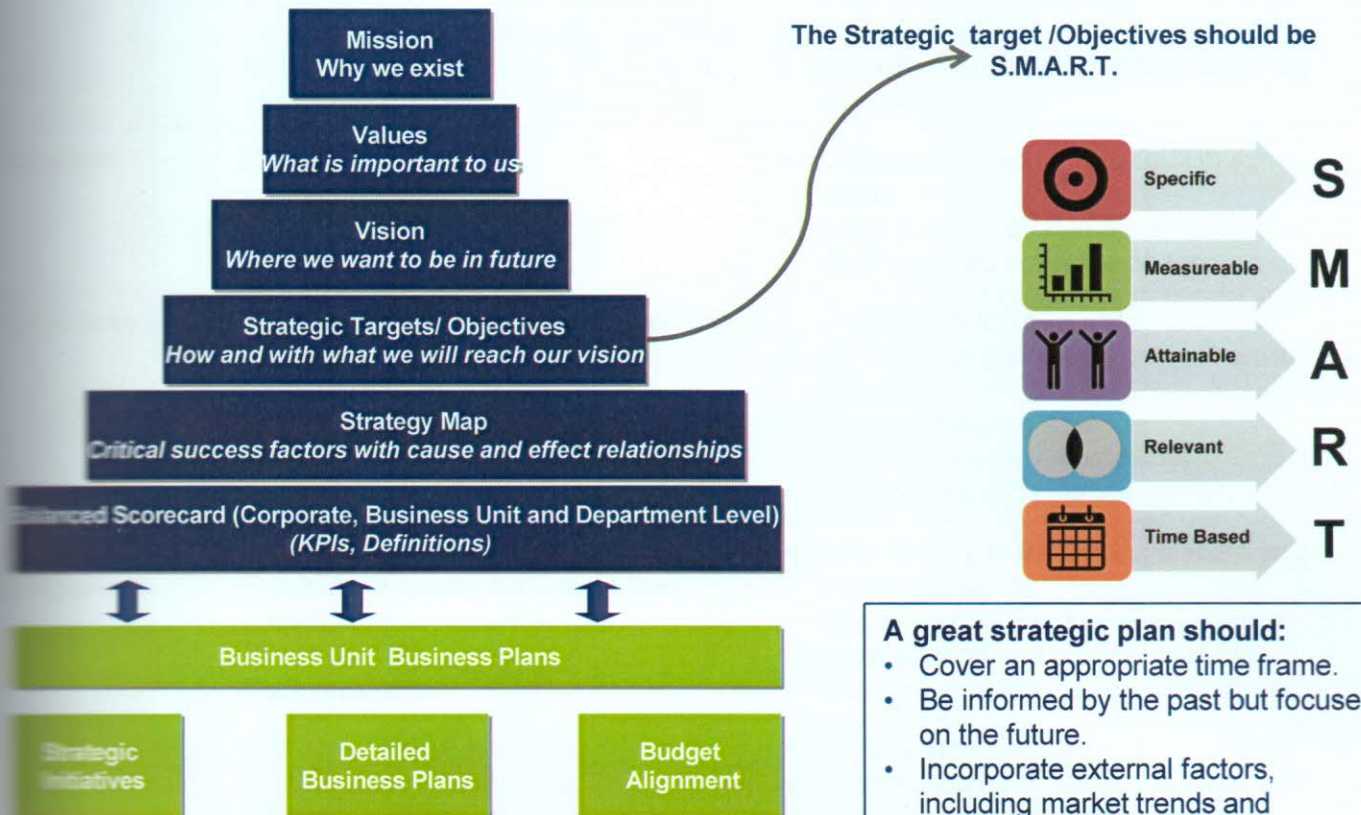 Mission
Why we exist
Values
What is important to us
Vision
Where we want to be in future
Strategic Targets/ Objectives
How and with what we will reach our vision
Strategy Map
Critical success factors with cause and effect relationships
Balanced Scorecard (Corporate, Business Unit and Department Level)
(KPIs, Definitions)
Business Unit Business Plans
Strategic
Initiatives
Detailed
Business Plans
Budget
Alignment
The Strategic target /Objectives should be
S.M.A.R.T.
Specific S
Measureable M
Attainable A
Relevant R
Time Based T
A great strategic plan should:
• Cover an appropriate time frame.
• Be informed by the past but focuse
on the future.
• Incorporate external factors,
including market trends and